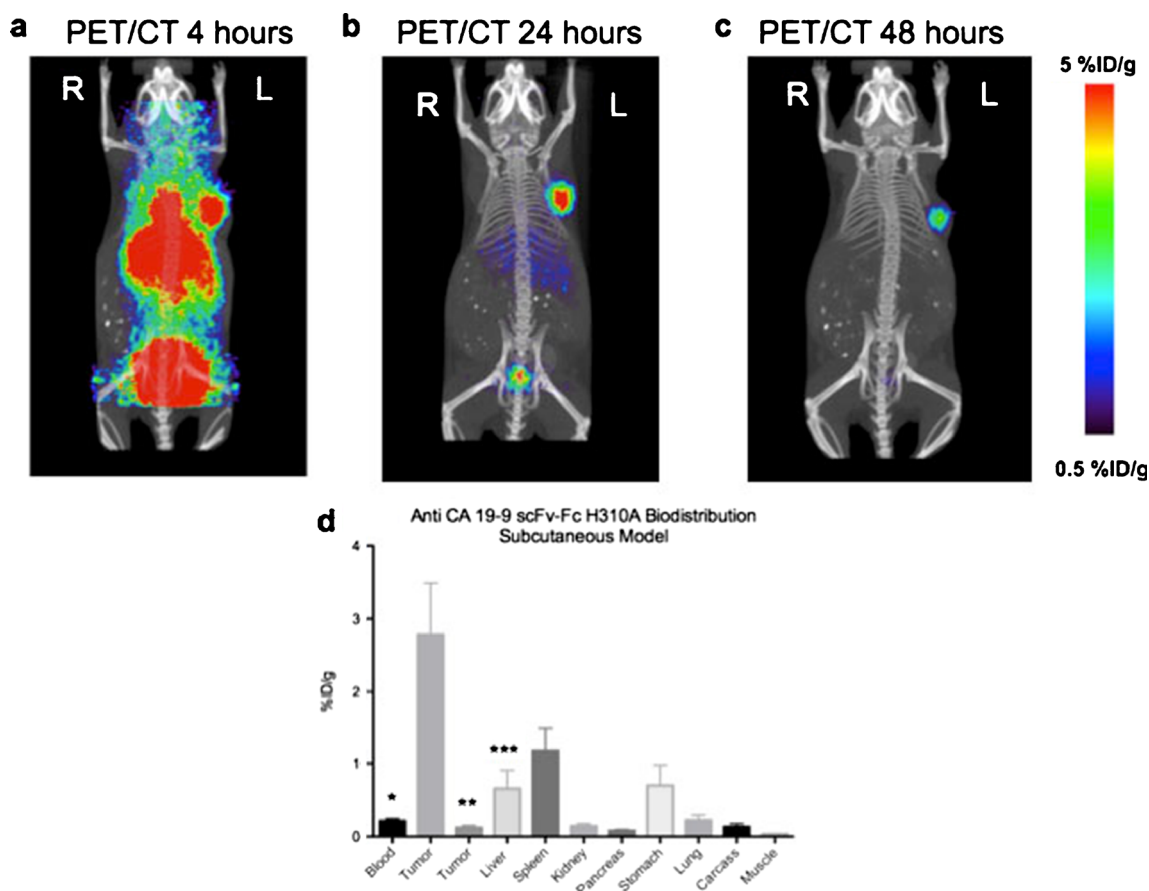 a PET/CT 4 hours
b PET/CT 24 hours
c PET/CT 48 hours
R L
R L
R L
5 %ID/g
0.5 %ID/g
d
Anti CA 19-9 scFv-Fc H310A Biodistribution
Subcutaneous Model
%ID/g
4
3
2
1
0
*
**
***
Blood
Tumor
Tumor
Liver
Spleen
Kidney
Pancreas
Stomach
Lung
Carcass
Muscle